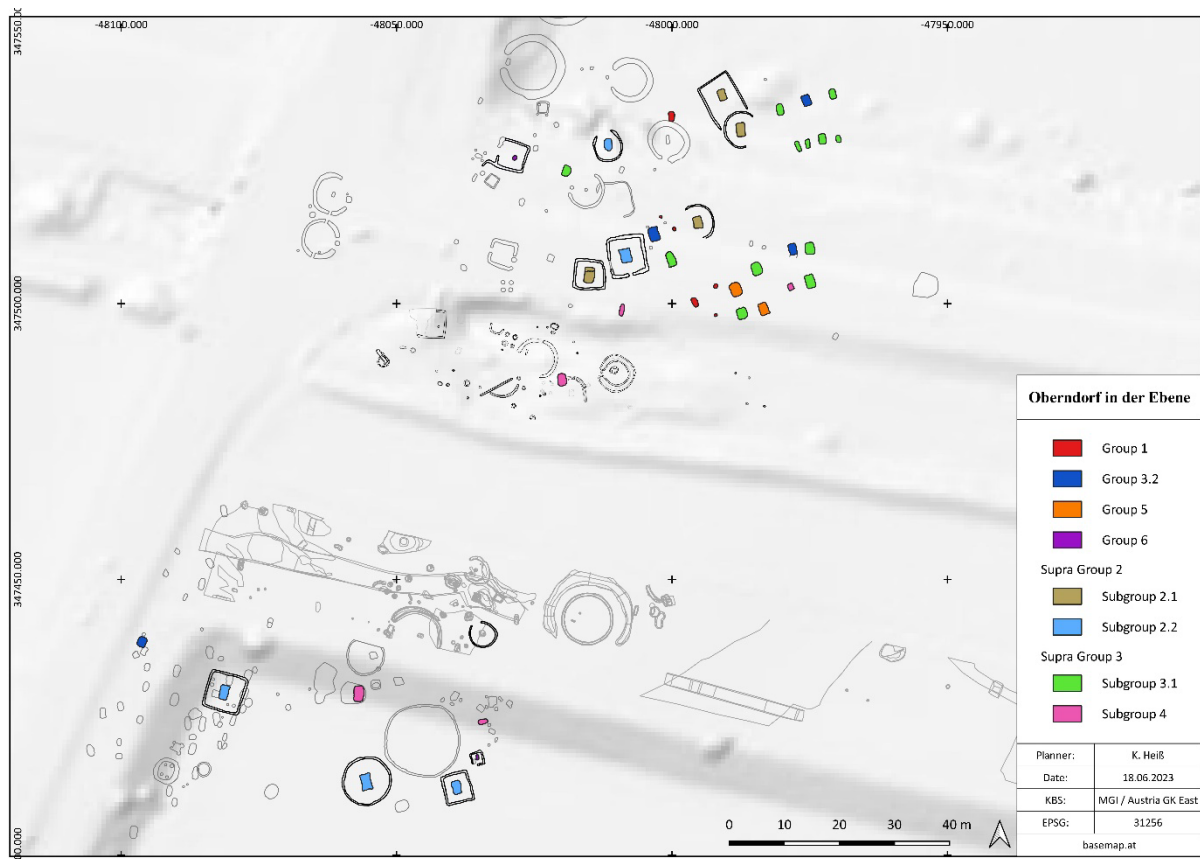 -48100.000
-48050.000
-48000.000
-47950.000
347550.000
347500.000
347450.000
00.000
Oberndorf in der Ebene
Group 1
Group 3.2
Group 5
Group 6
Supra Group 2
Subgroup 2.1
Subgroup 2.2
Supra Group 3
Subgroup 3.1
Subgroup 4
Planner: K. Heiß
Date: 18.06.2023
KBS: MGI / Austria GK East
EPSG: 31256
basemap.at
0 10 20 30 40 m